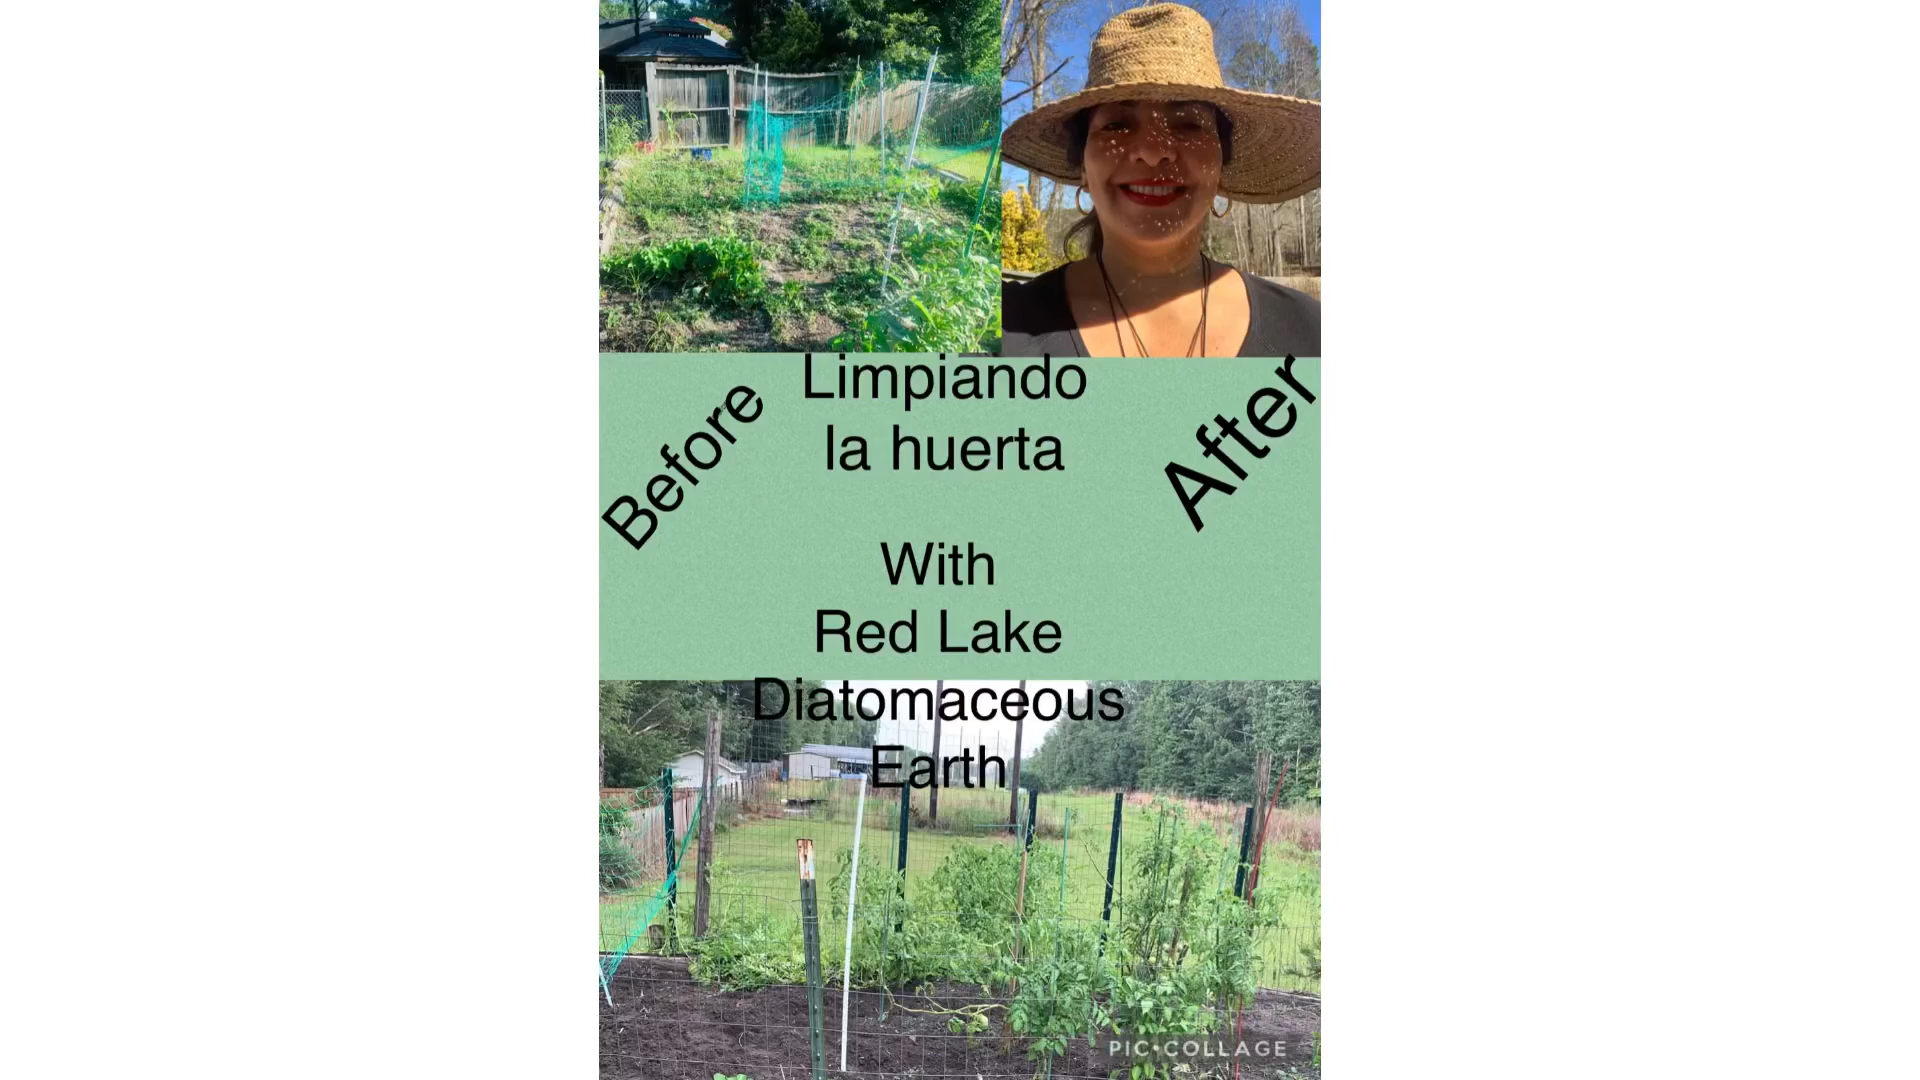 Before
Limpiando
la huerta
After
With
Red Lake
Diatomaceous
Earth
PIC•COLLAGE